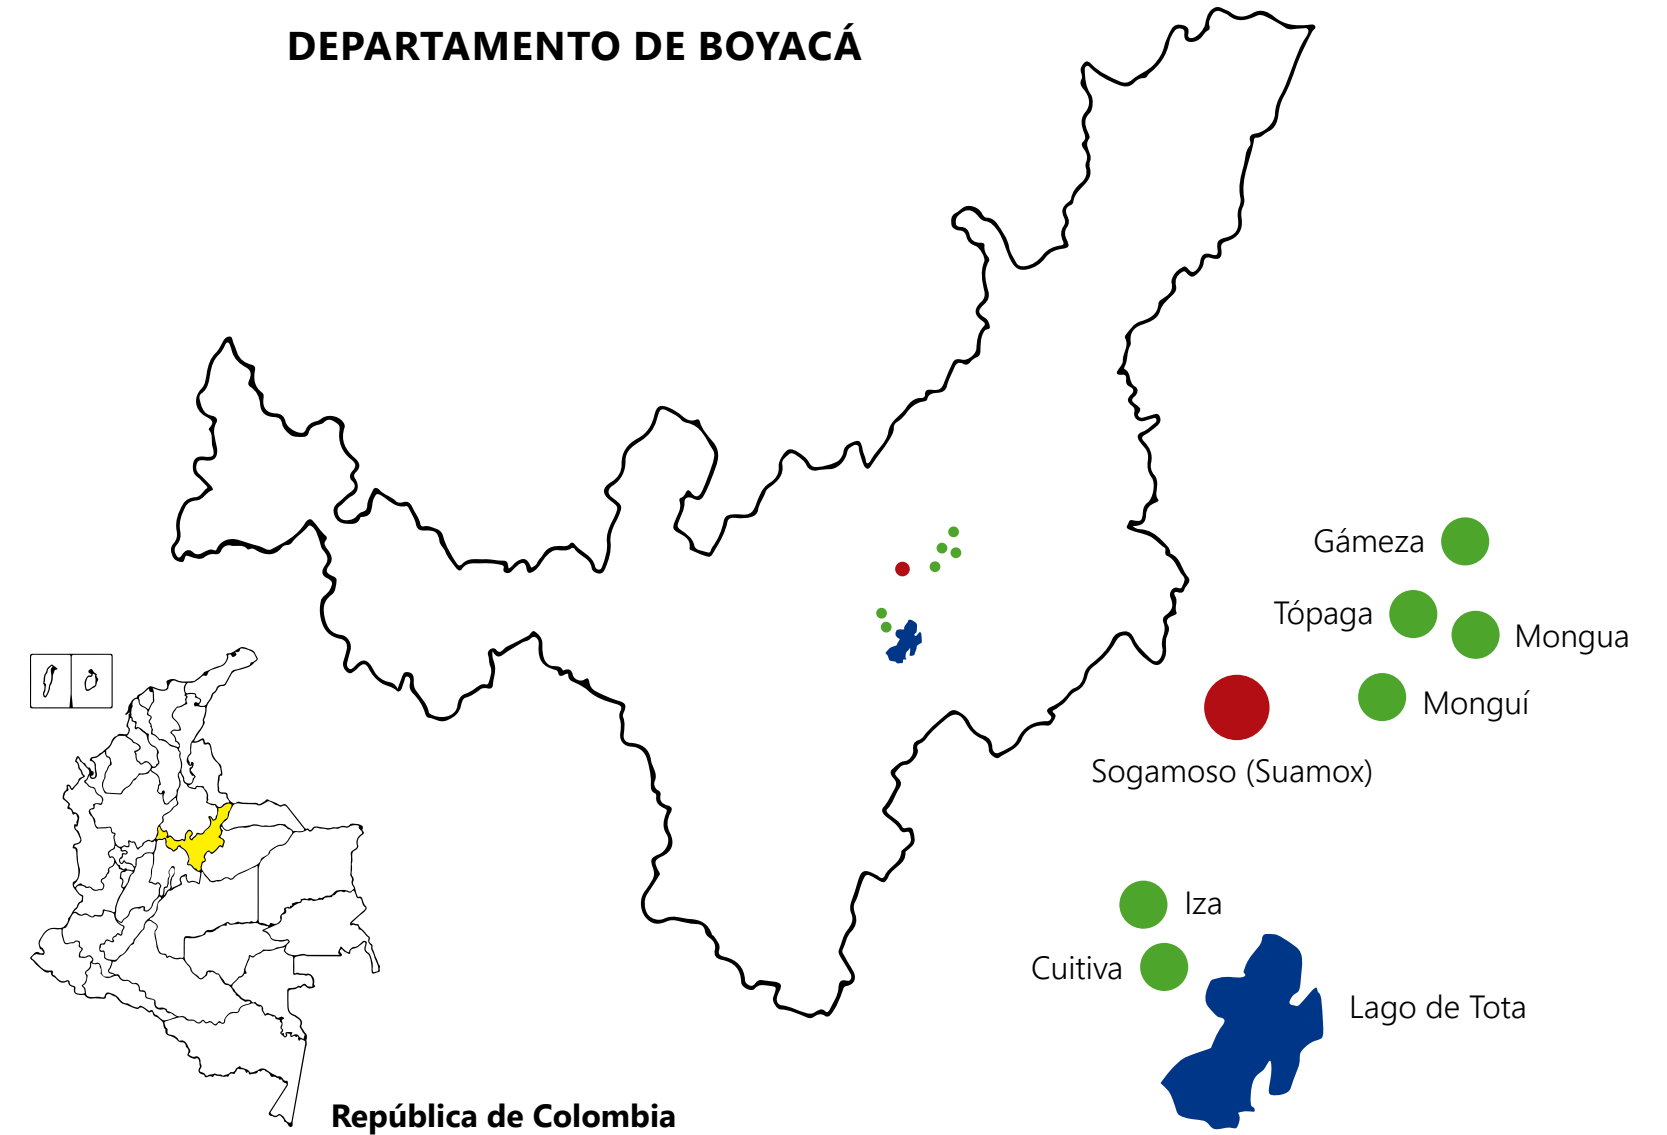 DEPARTAMENTO DE BOYACÁ
Gámeza
Tópaga
Mongua
Monguí
Sogamoso (Suamox)
Iza
Cuitiva
Lago de Tota
República de Colombia